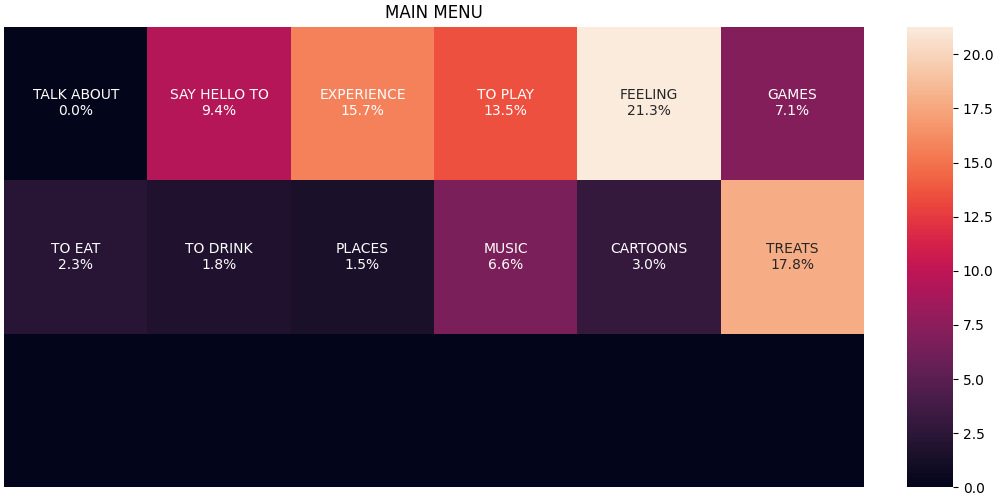 MAIN MENU
TALK ABOUT
0.0%
SAY HELLO TO
9.4%
EXPERIENCE
15.7%
TO PLAY
13.5%
FEELING
21.3%
GAMES
7.1%
TO EAT
2.3%
TO DRINK
1.8%
PLACES
1.5%
MUSIC
6.6%
CARTOONS
3.0%
TREATS
17.8%
20.0
17.5
15.0
12.5
10.0
7.5
5.0
2.5
0.0